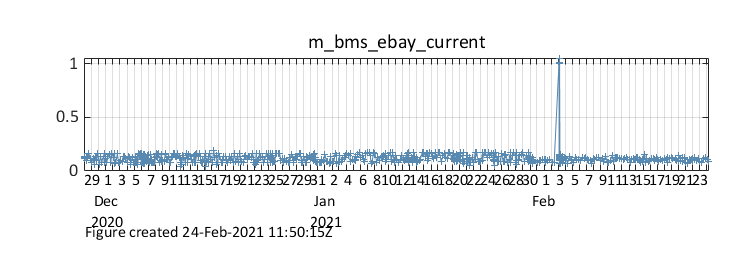 m_bms_ebay_current
1
0.5
0
29 1 3 5 7 9 11 13 15 17 19 21 23 25 27 29 31 2 4 6 8 10 12 14 16 18 20 22 24 26 28 30 1 3 5 7 9 11 13 15 17 19 21 23
Dec Jan Feb
2020 2021
Figure created 24-Feb-2021 11:50:15Z